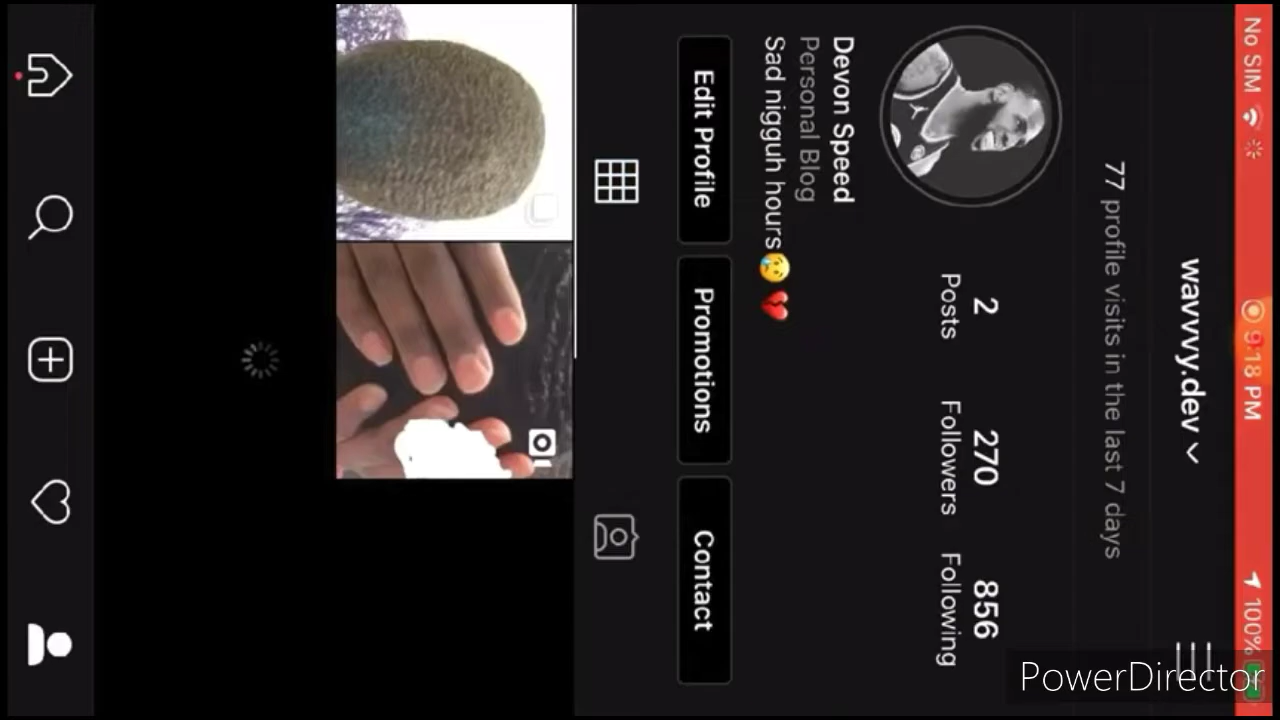 No SIM 9:18 PM 100%
wavvvy.dev
77 profile visits in the last 7 days
2 270 856
Posts Followers Following
Devon Speed
Personal Blog
Sad nigguh hours😢💔
Edit Profile Promotions Contact
PowerDirector